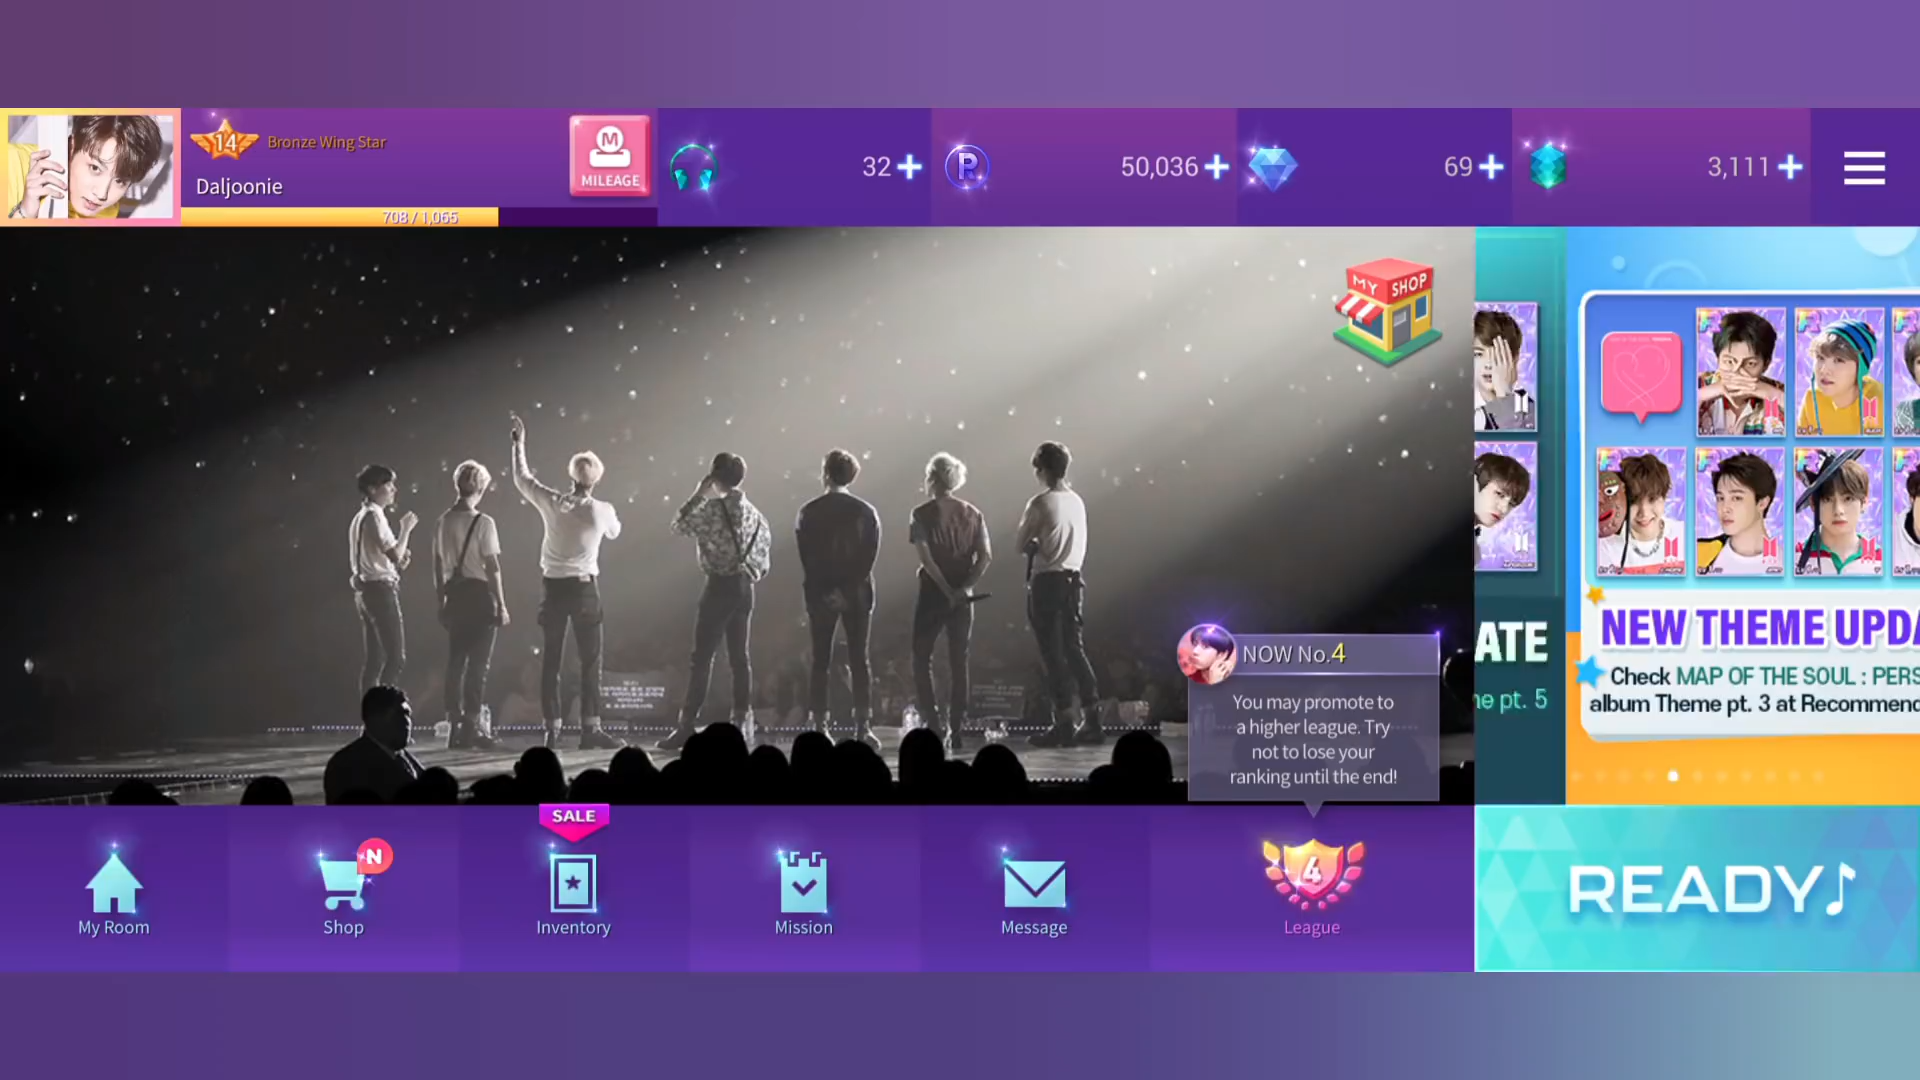 14
Bronze Wing Star
Daljoonie
708 / 1,065
M
MILEAGE
32
R
50,036
69
3,111
MY SHOP
NOW No.4
You may promote to
a higher league. Try
not to lose your
ranking until the end!
ATE
ne pt. 5
NEW THEME UPDA
Check MAP OF THE SOUL : PERS
album Theme pt. 3 at Recommend
SALE
N
4
My Room
Shop
Inventory
Mission
Message
League
READY